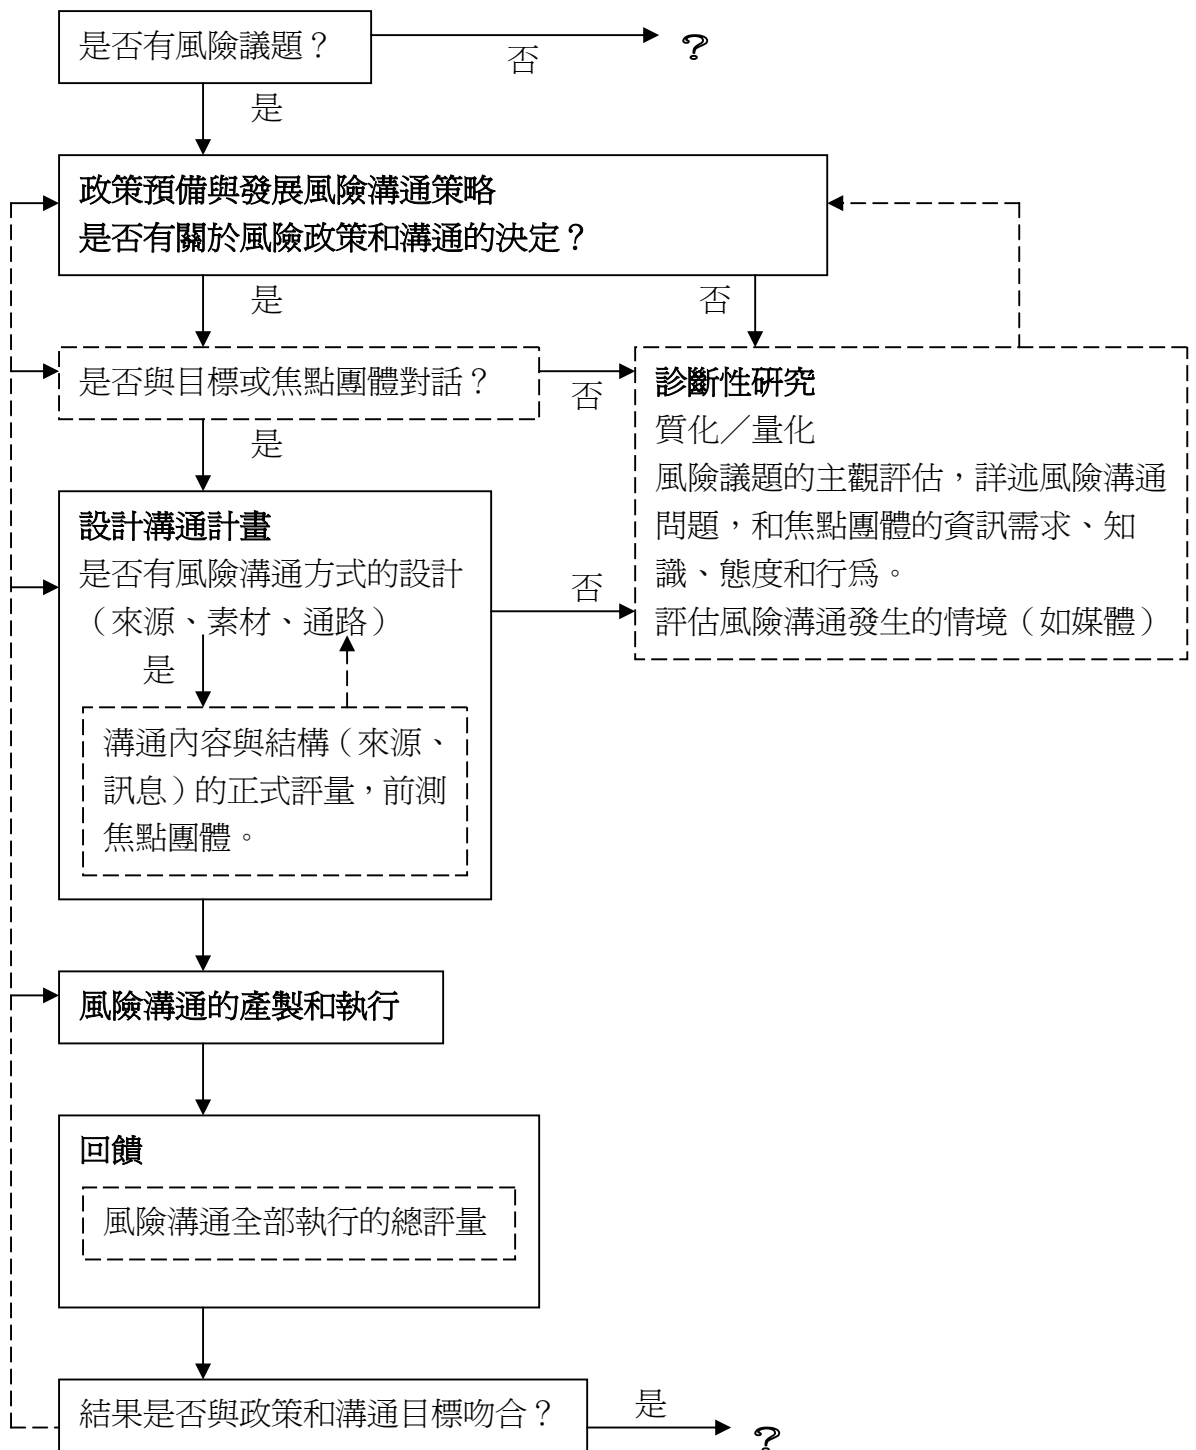 是否有風險議題？
否
？
是
政策預備與發展風險溝通策略
是否有關於風險政策和溝通的決定？
是
否
是否與目標或焦點團體對話？
否
是
診斷性研究
質化／量化
風險議題的主觀評估，詳述風險溝通
問題，和焦點團體的資訊需求、知
識、態度和行為。
評估風險溝通發生的情境（如媒體）
設計溝通計畫
是否有風險溝通方式的設計
（來源、素材、通路）
否
是
溝通內容與結構（來源、
訊息）的正式評量，前測
焦點團體。
風險溝通的產製和執行
回饋
風險溝通全部執行的總評量
結果是否與政策和溝通目標吻合？
是
？